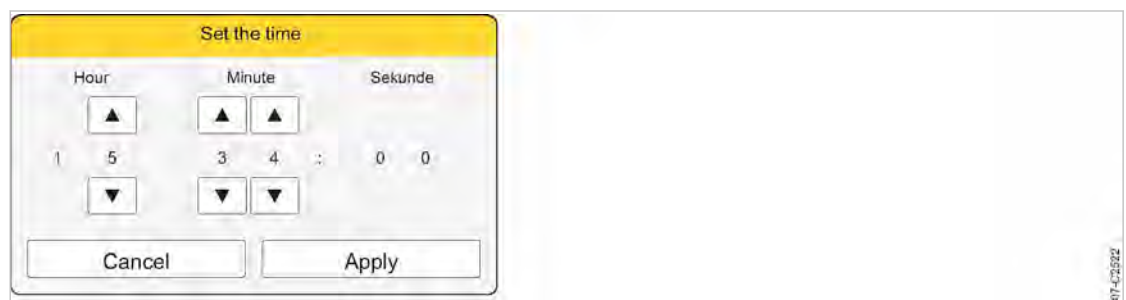 Set the time
Hour Minute Sekunde
▲ ▲ ▲
1 5 3 4 : 0 0
▼ ▼ ▼
Cancel Apply
07-C2522